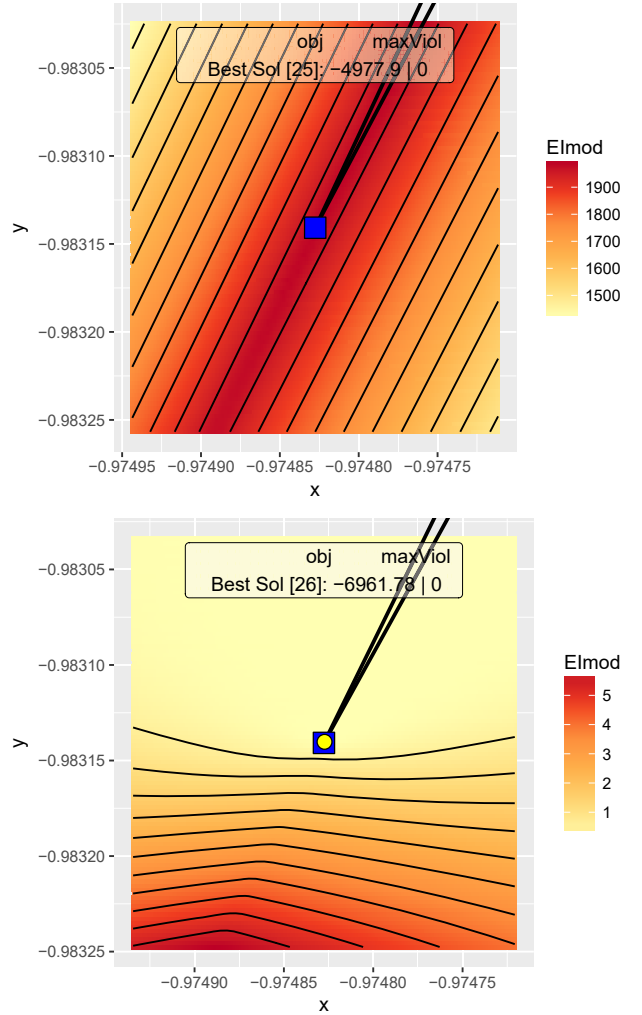 obj maxViol
Best Sol [25]: −4977.9 | 0
−0.98305
−0.98310
−0.98315
−0.98320
−0.98325
y
−0.97495 −0.97490 −0.97485 −0.97480 −0.97475
x
EImod
1900
1800
1700
1600
1500
obj maxViol
Best Sol [26]: −6961.78 | 0
−0.98305
−0.98310
−0.98315
−0.98320
−0.98325
y
−0.97490 −0.97485 −0.97480 −0.97475
x
EImod
5
4
3
2
1